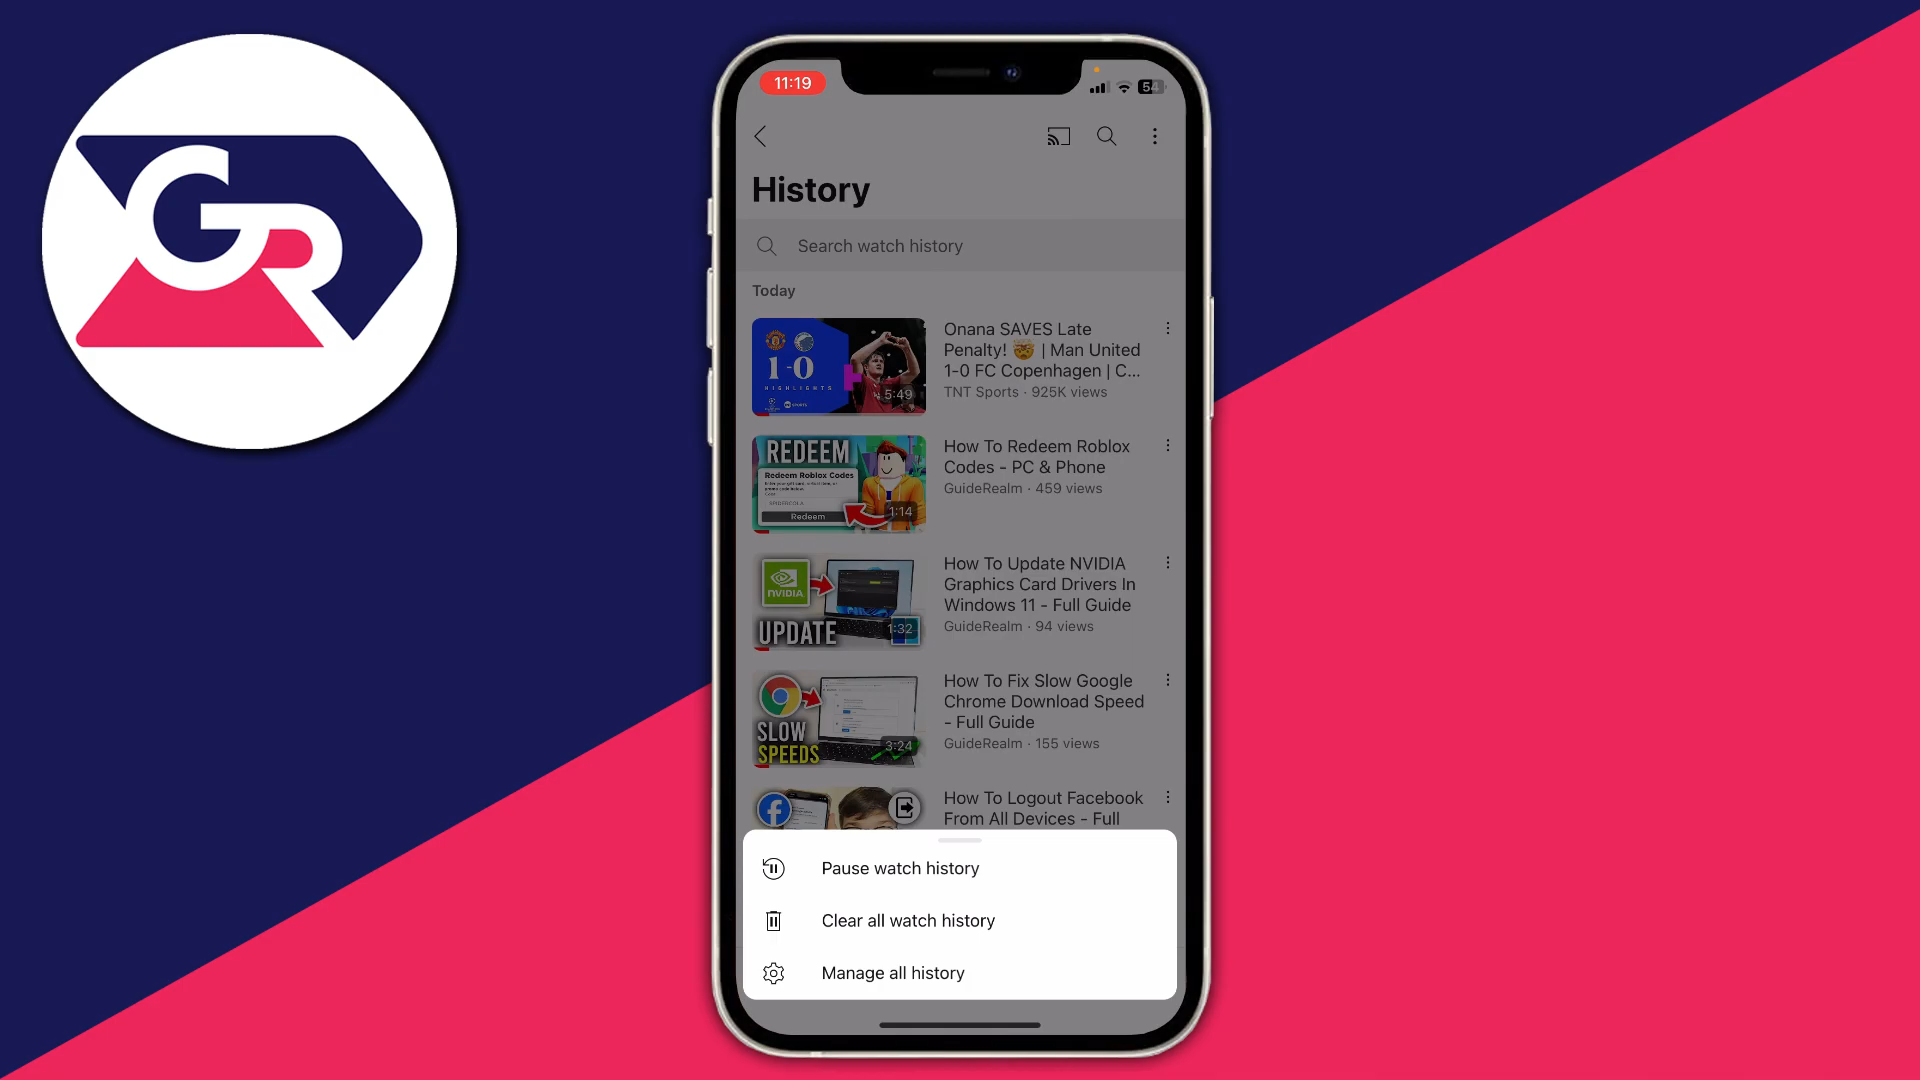 GR
11:19
54
History
Search watch history
Today
1-0
HIGHLIGHTS
5:49
Onana SAVES Late
Penalty! 🤯 | Man United
1-0 FC Copenhagen | C...
TNT Sports · 925K views
REDEEM
Redeem Roblox Codes
Redeem
1:14
How To Redeem Roblox
Codes - PC & Phone
GuideRealm · 459 views
NVIDIA
UPDATE
1:32
How To Update NVIDIA
Graphics Card Drivers In
Windows 11 - Full Guide
GuideRealm · 94 views
SLOW
SPEEDS
3:24
How To Fix Slow Google
Chrome Download Speed
- Full Guide
GuideRealm · 155 views
How To Logout Facebook
From All Devices - Full
Pause watch history
Clear all watch history
Manage all history